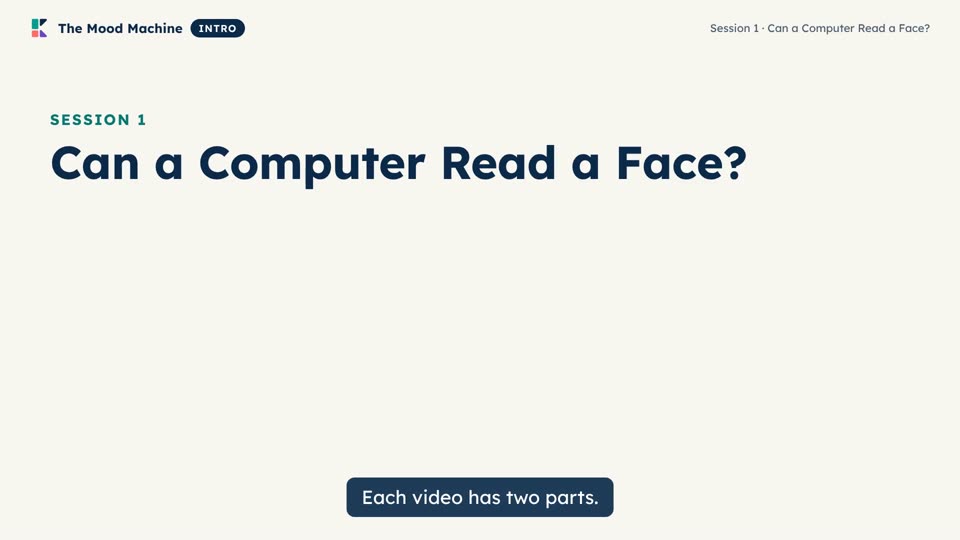 The Mood Machine INTRO
Session 1 · Can a Computer Read a Face?
SESSION 1
Can a Computer Read a Face?
Each video has two parts.